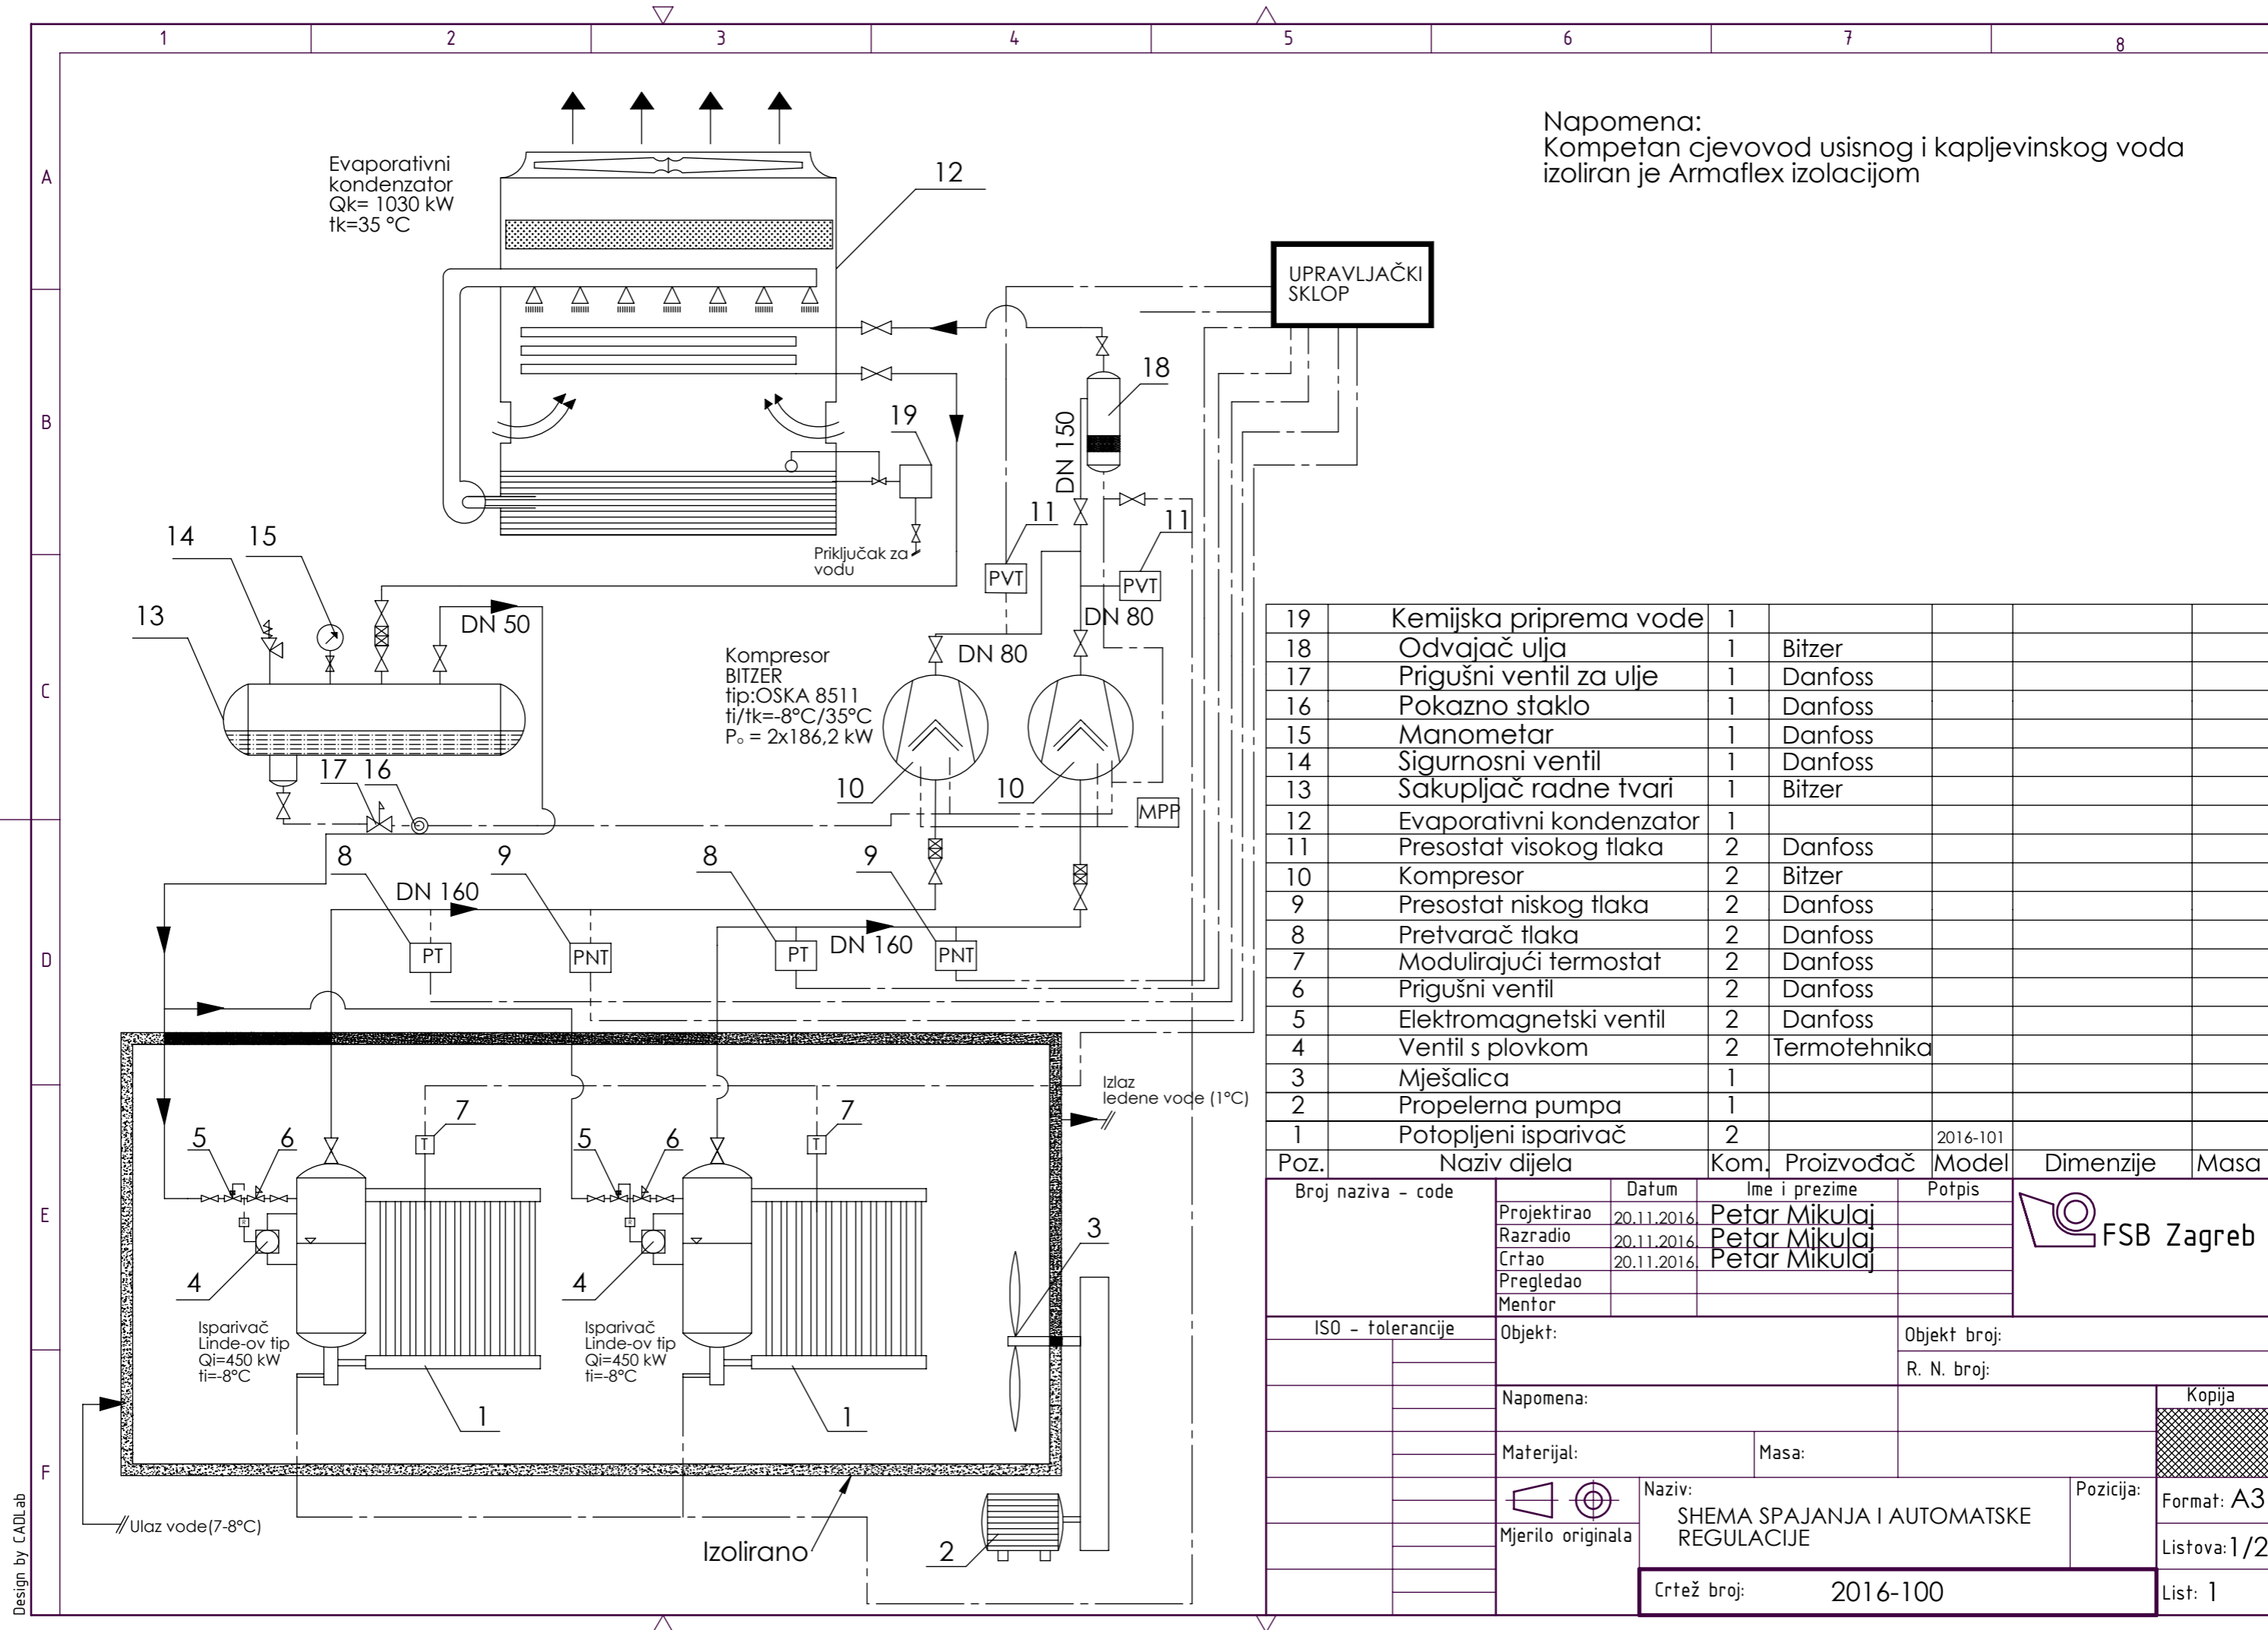 1 2 3 4 5 6 7 8
A
B
C
D
E
F
Napomena:
Kompetan cjevovod usisnog i kapljevinskog voda
izoliran je Armaflex izolacijom
Evaporativni
kondenzator
Qk= 1030 kW
tk=35 °C
12
UPRAVLJAČKI
SKLOP
18
19
DN 150
11
11
14
15
Priključak za
vodu
PVT
PVT
13
DN 50
DN 80
DN 80
Kompresor
BITZER
tip:OSKA 8511
ti/tk=-8°C/35°C
P₀ = 2x186,2 kW
17
16
10
10
MPP
8
9
8
9
DN 160
DN 160
PT
PNT
PT
PNT
Izlaz
ledene vode (1°C)
5
6
7
T
5
6
7
T
R
R
4
4
3
Isparivač
Linde-ov tip
Qi=450 kW
ti=-8°C
Isparivač
Linde-ov tip
Qi=450 kW
ti=-8°C
1
1
Ulaz vode(7-8°C)
Izolirano
2
Design by CADLab
19 Kemijska priprema vode 1
18 Odvajač ulja 1 Bitzer
17 Prigušni ventil za ulje 1 Danfoss
16 Pokazno staklo 1 Danfoss
15 Manometar 1 Danfoss
14 Sigurnosni ventil 1 Danfoss
13 Sakupljač radne tvari 1 Bitzer
12 Evaporativni kondenzator 1
11 Presostat visokog tlaka 2 Danfoss
10 Kompresor 2 Bitzer
9 Presostat niskog tlaka 2 Danfoss
8 Pretvarač tlaka 2 Danfoss
7 Modulirajući termostat 2 Danfoss
6 Prigušni ventil 2 Danfoss
5 Elektromagnetski ventil 2 Danfoss
4 Ventil s plovkom 2 Termotehnika
3 Mješalica 1
2 Propelerna pumpa 1
1 Potopljeni isparivač 2 2016-101
Poz. Naziv dijela Kom. Proizvođač Model Dimenzije Masa
Broj naziva - code
Datum Ime i prezime Potpis
Projektirao 20.11.2016. Petar Mikulaj
Razradio 20.11.2016. Petar Mikulaj
Crtao 20.11.2016. Petar Mikulaj
Pregledao
Mentor
FSB Zagreb
ISO - tolerancije
Objekt:
Objekt broj:
R. N. broj:
Napomena:
Kopija
Materijal:
Masa:
Naziv:
SHEMA SPAJANJA I AUTOMATSKE
REGULACIJE
Pozicija:
Format: A3
Mjerilo originala
Listova: 1/2
Crtež broj: 2016-100
List: 1